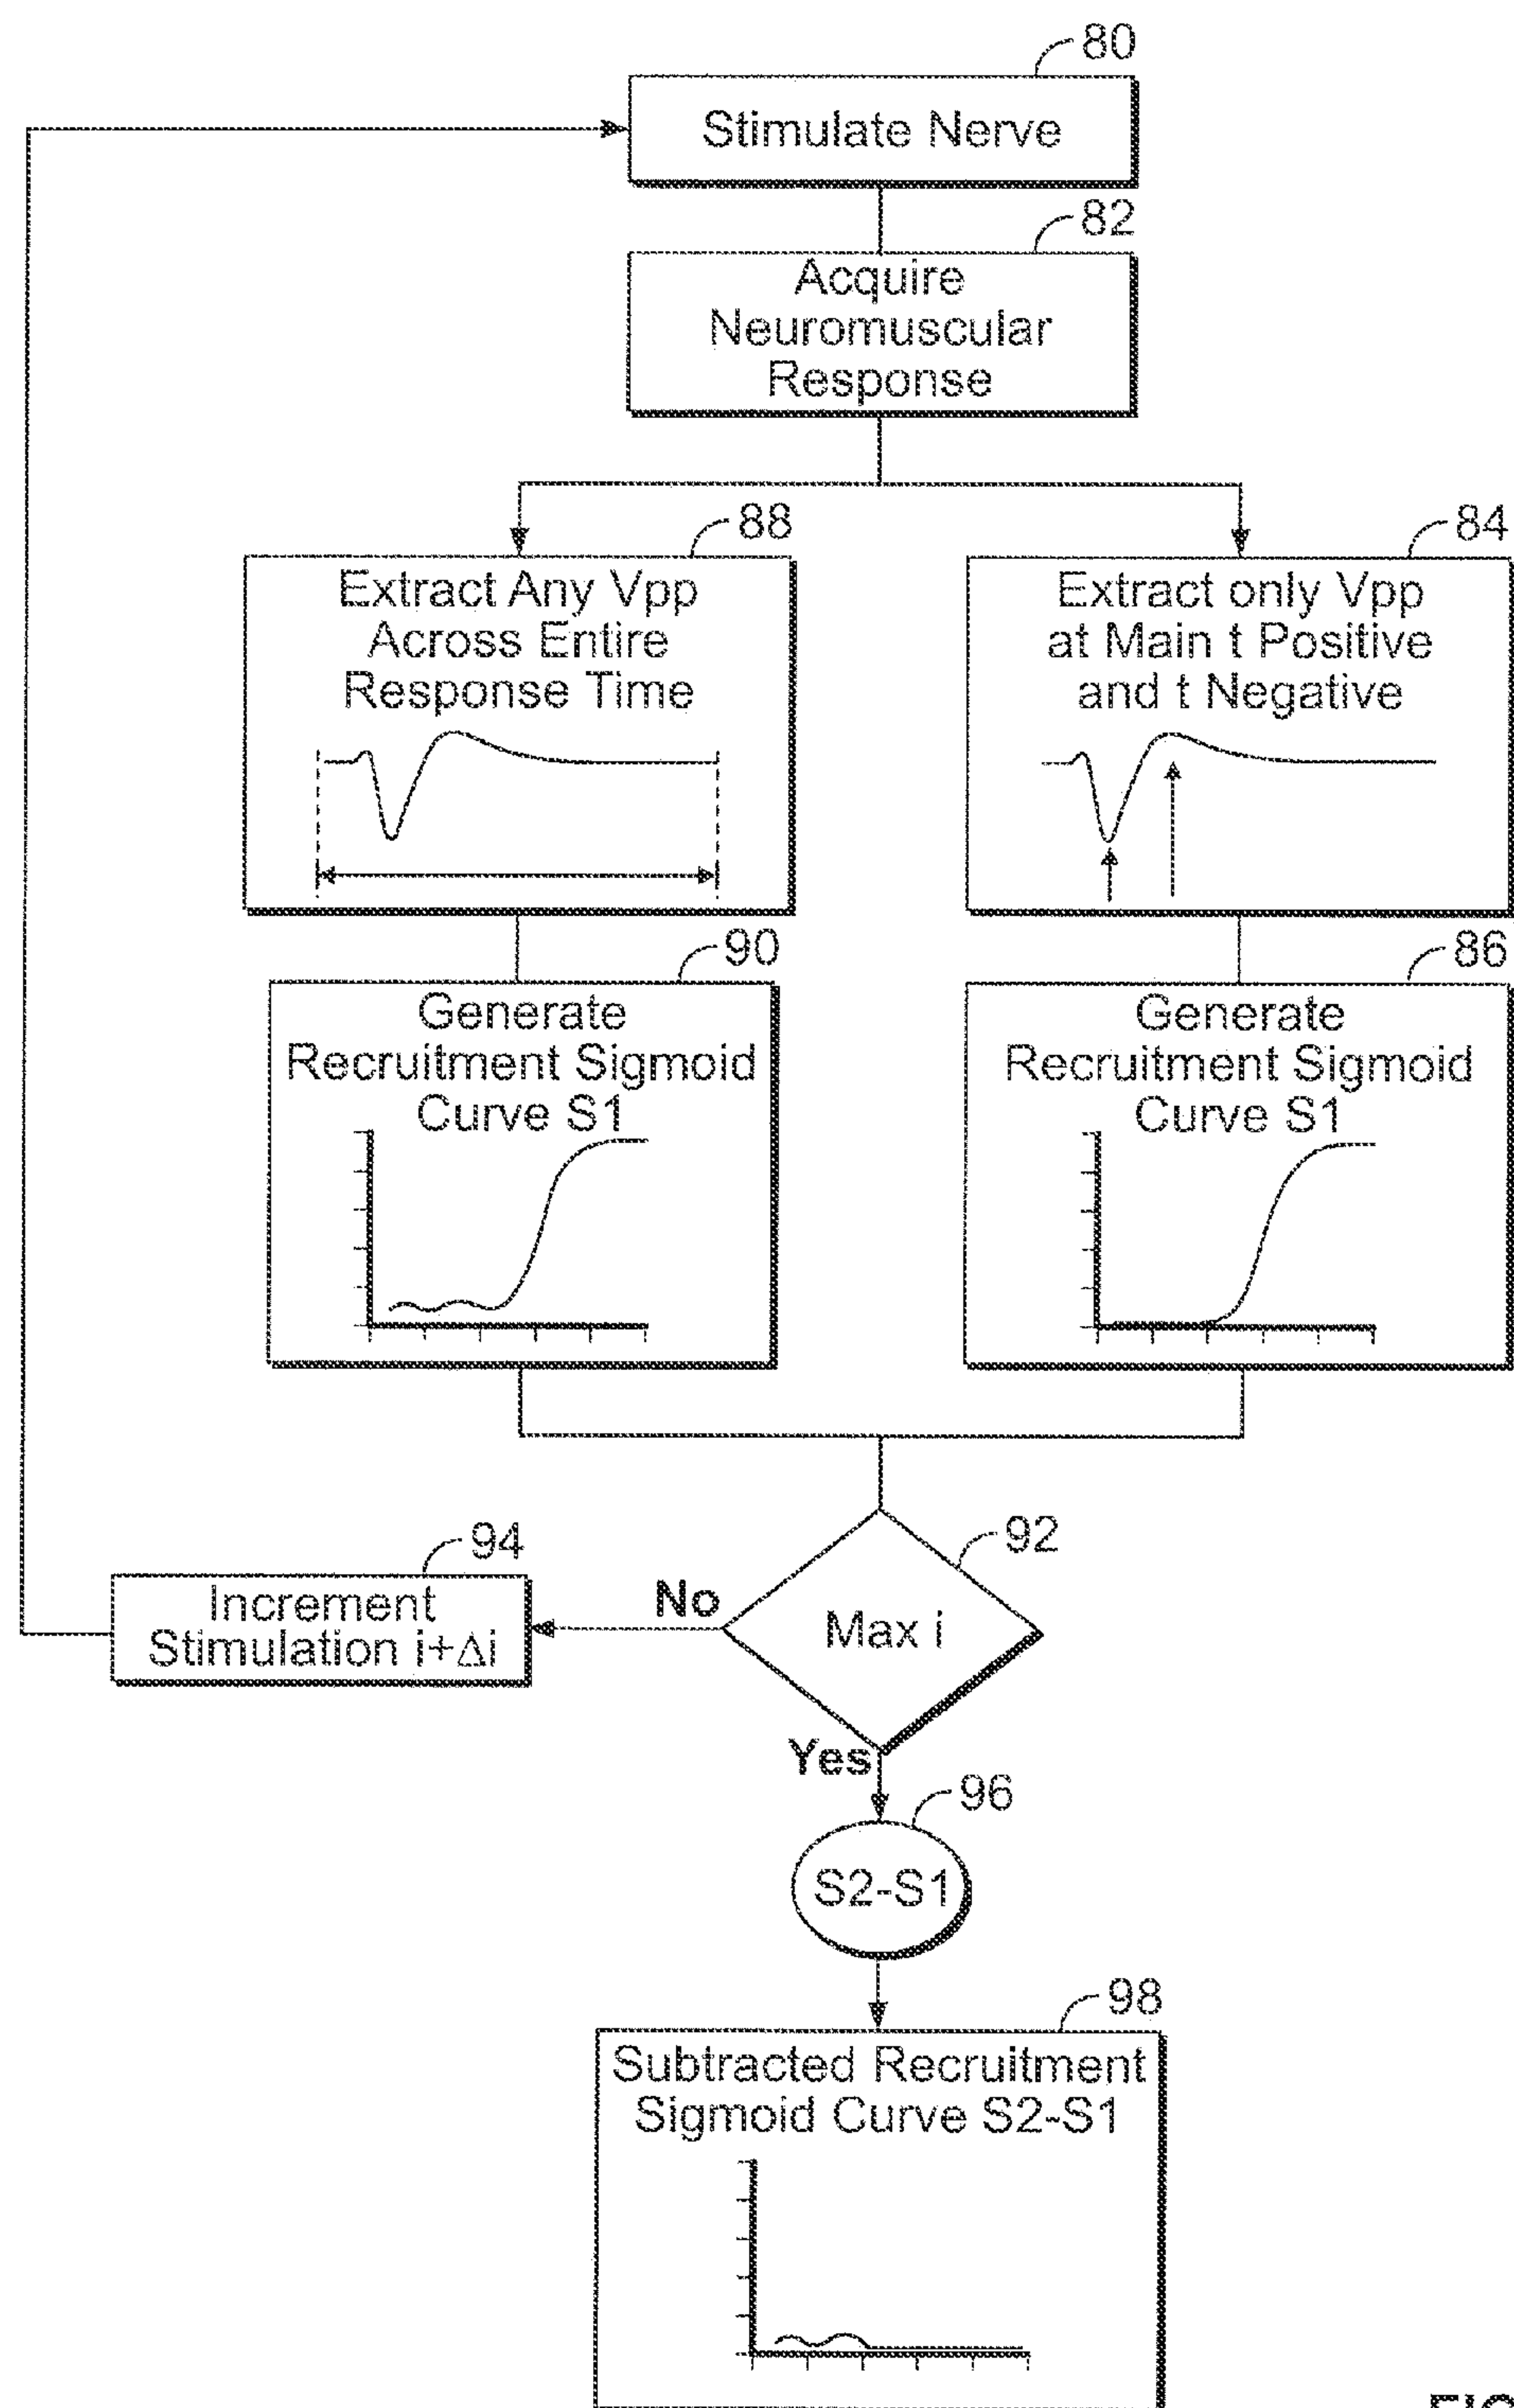 80
Stimulate Nerve
82
Acquire
Neuromuscular
Response
88
Extract Any Vpp
Across Entire
Response Time
84
Extract only Vpp
at Main t Positive
and t Negative
90
Generate
Recruitment Sigmoid
Curve S1
86
Generate
Recruitment Sigmoid
Curve S1
92
Max i
No
94
Increment
Stimulation i+Δi
Yes
96
S2-S1
98
Subtracted Recruitment
Sigmoid Curve S2-S1